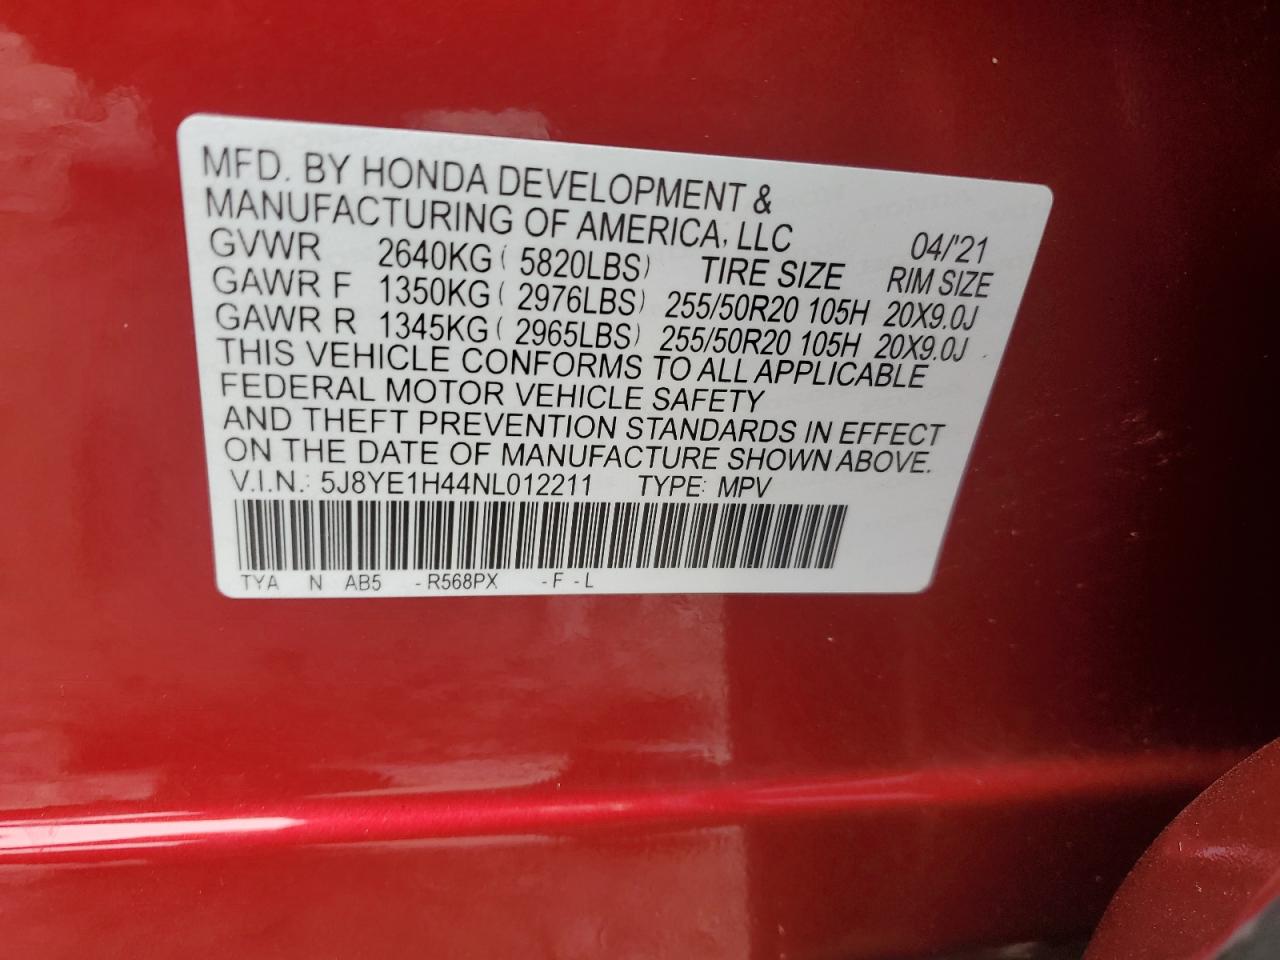 MFD. BY HONDA DEVELOPMENT &
MANUFACTURING OF AMERICA, LLC 04/'21
GVWR 2640KG ( 5820LBS) TIRE SIZE RIM SIZE
GAWR F 1350KG ( 2976LBS) 255/50R20 105H 20X9.0J
GAWR R 1345KG ( 2965LBS) 255/50R20 105H 20X9.0J
THIS VEHICLE CONFORMS TO ALL APPLICABLE
FEDERAL MOTOR VEHICLE SAFETY
AND THEFT PREVENTION STANDARDS IN EFFECT
ON THE DATE OF MANUFACTURE SHOWN ABOVE.
V.I.N.: 5J8YE1H44NL012211 TYPE: MPV
TYA N AB5 -R568PX -F -L